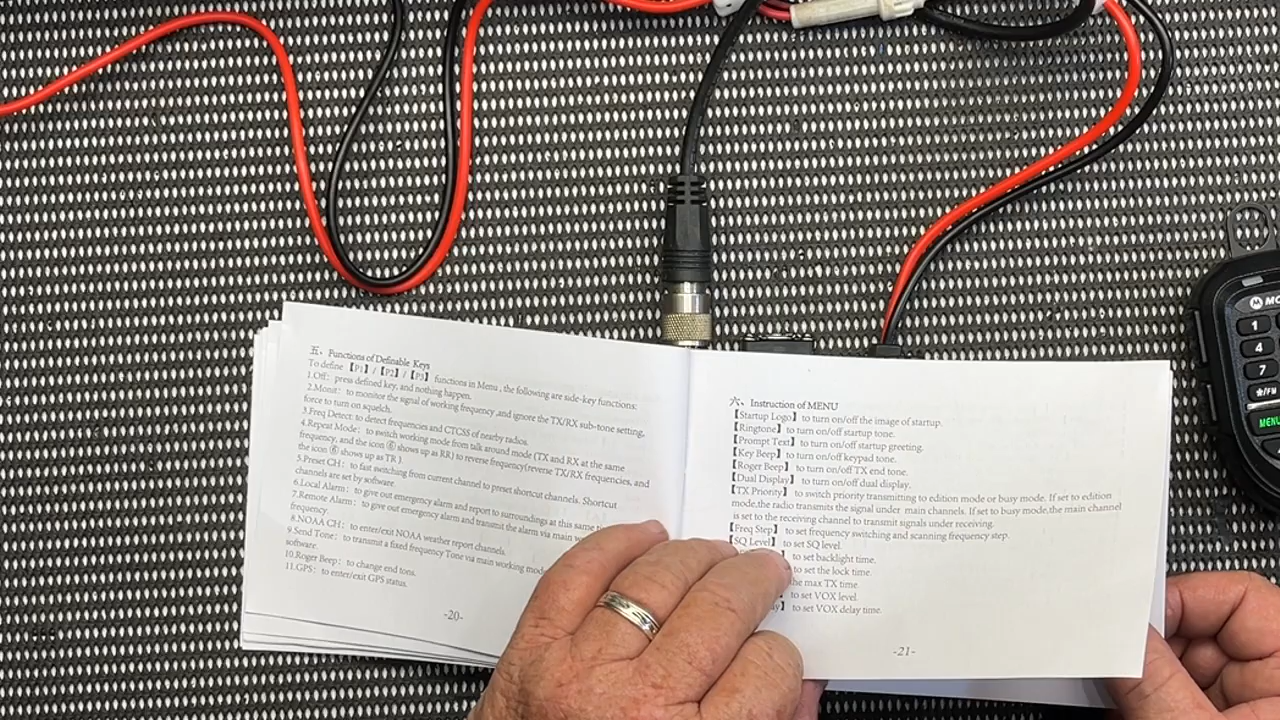 五、Functions of Definable Keys
To define 【P1】 / 【P2】 / 【P3】 functions in Menu , the following are side-key functions:
1.Off: press defined key, and nothing happen.
2.Monit: to monitor the signal of working frequency ,and ignore the TX/RX sub-tone setting,
force to turn on squelch.
3.Freq Detect: to detect frequencies and CTCSS of nearby radios.
4.Repeat Mode: to switch working mode from talk around mode (TX and RX at the same
frequency, and the icon ⑥ shows up as RR) to reverse frequency(reverse TX/RX frequencies, and
the icon ⑥ shows up as TR )
5.Preset CH: to fast switching from current channel to preset shortcut channels. Shortcut
channels are set by software.
6.Local Alarm: to give out emergency alarm and report to surroundings at this same
7.Remote Alarm: to give out emergency alarm and transmit the alarm via main
frequency.
8.NOAA CH: to enter/exit NOAA weather report channels.
9.Send Tone: to transmit a fixed frequency Tone via main working
software.
10.Roger Beep: to change end tons.
11.GPS: to enter/exit GPS status.
-20-
六、Instruction of MENU
【Startup Logo】 to turn on/off the image of startup.
【Ringtone】 to turn on/off startup tone.
【Prompt Text】 to turn on/off startup greeting.
【Key Beep】 to turn on/off keypad tone.
【Roger Beep】 to turn on/off TX end tone.
【Dual Display】 to turn on/off dual display.
【TX Priority】 to switch priority transmitting to edition mode or busy mode. If set to edition
mode,the radio transmits the signal under main channels. If set to busy mode,the main channel
is set to the receiving channel to transmit signals under receiving.
【Freq Step】 to set frequency switching and scanning frequency step.
【SQ Level】 to set SQ level.
】 to set backlight time.
】 to set the lock time.
the max TX time.
】 to set VOX level.
】 to set VOX delay time.
-21-
1
4
7
*/FM
MENU